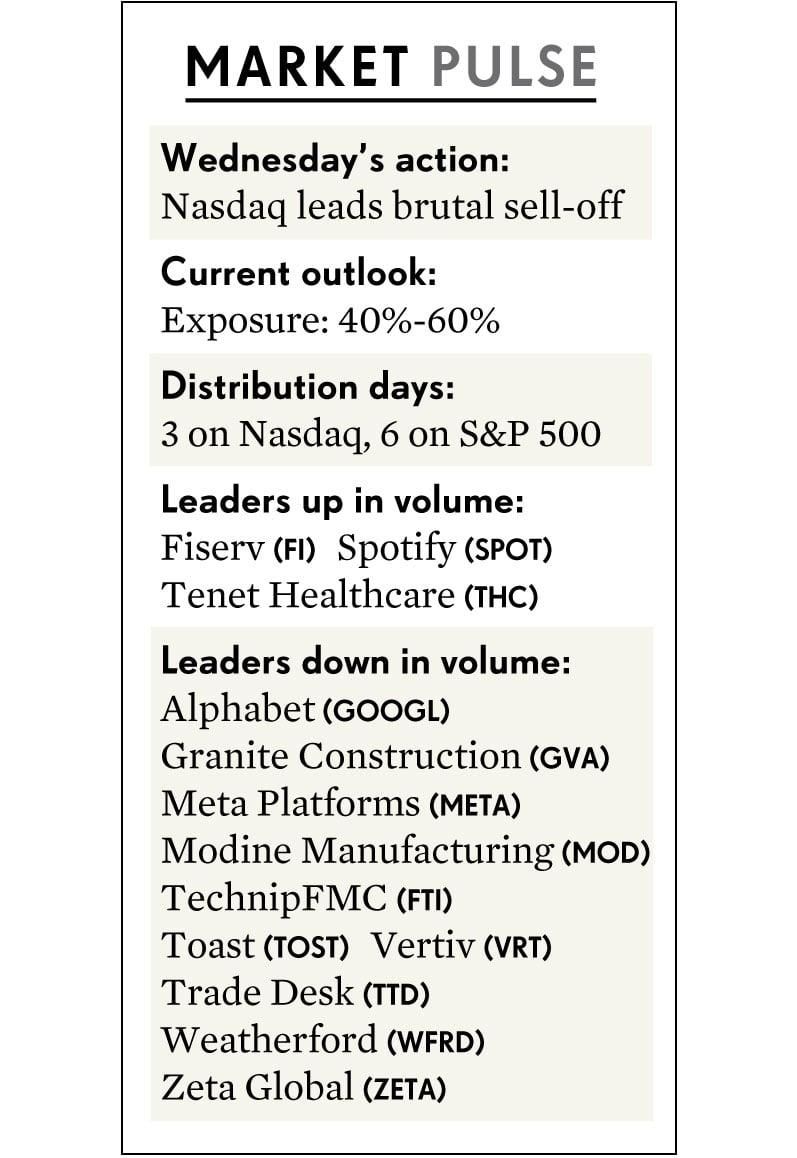 MARKET PULSE
Wednesday’s action:
Nasdaq leads brutal sell-off
Current outlook:
Exposure: 40%-60%
Distribution days:
3 on Nasdaq, 6 on S&P 500
Leaders up in volume:
Fiserv (FI) Spotify (SPOT)
Tenet Healthcare (THC)
Leaders down in volume:
Alphabet (GOOGL)
Granite Construction (GVA)
Meta Platforms (META)
Modine Manufacturing (MOD)
TechnipFMC (FTI)
Toast (TOST) Vertiv (VRT)
Trade Desk (TTD)
Weatherford (WFRD)
Zeta Global (ZETA)